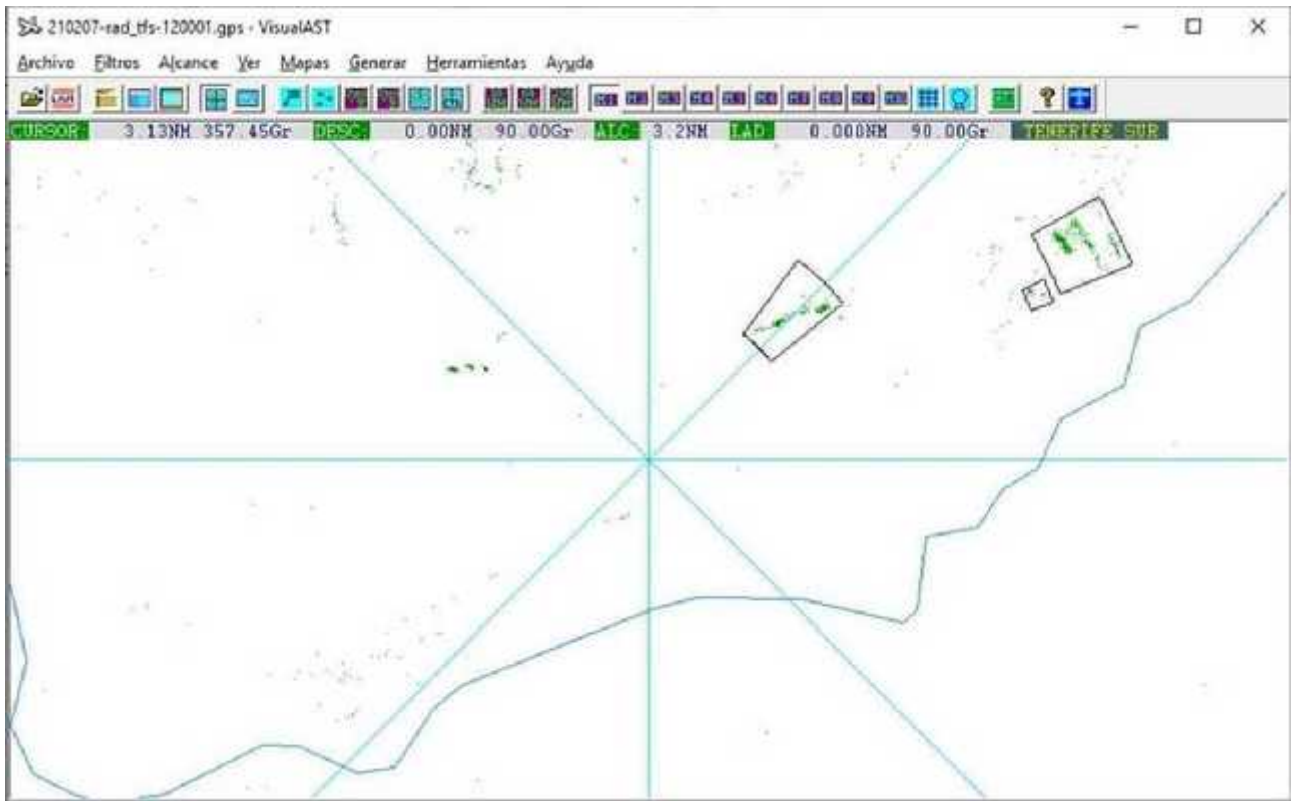 210207-rad_tfs-120001.gps - VisualAST
Archivo Filtros Alcance Ver Mapas Generar Herramientas Ayuda
CURSOR: 3.13NM 357.45Gr DESC: 0.00NM 90.00Gr ALC: 3.2NM LAD: 0.000NM 90.00Gr TENERIFE SUR